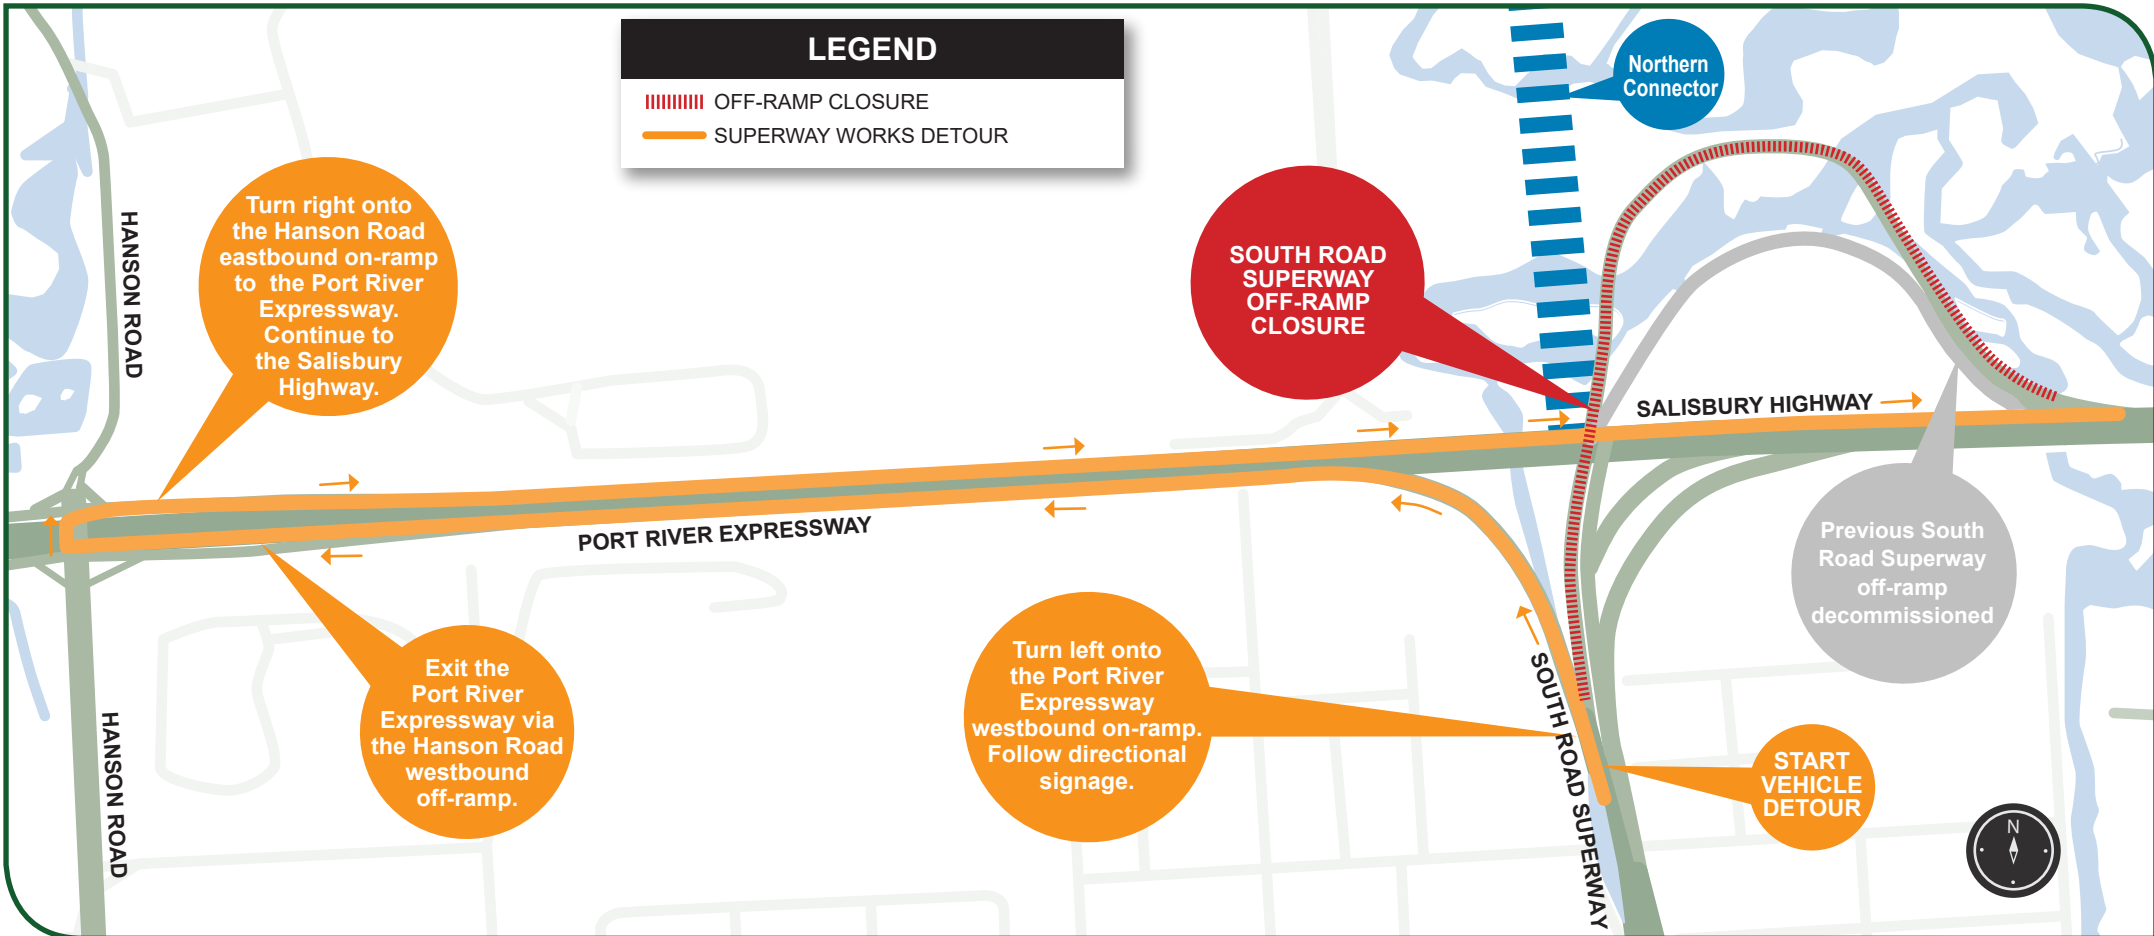 LEGEND
OFF-RAMP CLOSURE
SUPERWAY WORKS DETOUR
Northern
Connector
HANSON ROAD
Turn right onto
the Hanson Road
eastbound on-ramp
to the Port River
Expressway.
Continue to
the Salisbury
Highway.
SOUTH ROAD
SUPERWAY
OFF-RAMP
CLOSURE
SALISBURY HIGHWAY
PORT RIVER EXPRESSWAY
Previous South
Road Superway
off-ramp
decommissioned
Exit the
Port River
Expressway via
the Hanson Road
westbound
off-ramp.
Turn left onto
the Port River
Expressway
westbound on-ramp.
Follow directional
signage.
SOUTH ROAD SUPERWAY
START
VEHICLE
DETOUR
HANSON ROAD
N